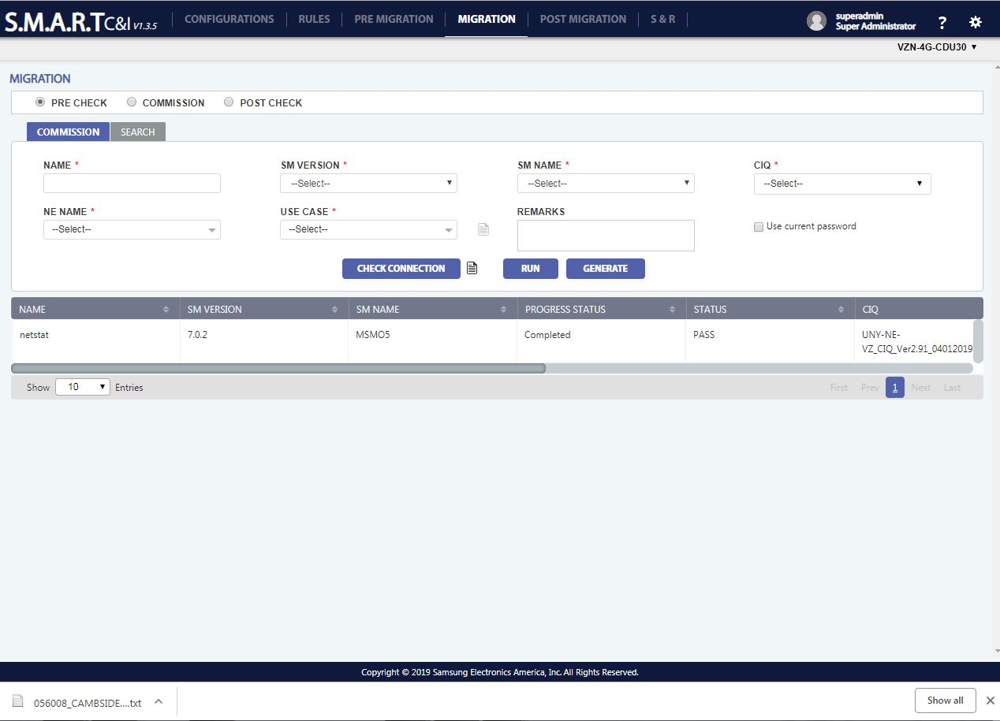 S.M.A.R.T C&I V1.3.5 CONFIGURATIONS RULES PRE MIGRATION MIGRATION POST MIGRATION S & R superadmin Super Administrator ?
VZN-4G-CDU30
MIGRATION
PRE CHECK COMMISSION POST CHECK
COMMISSION SEARCH
NAME * SM VERSION * SM NAME * CIQ *
--Select-- --Select-- --Select--
NE NAME * USE CASE * REMARKS
--Select-- --Select-- Use current password
CHECK CONNECTION RUN GENERATE
NAME SM VERSION SM NAME PROGRESS STATUS STATUS CIQ
netstat 7.0.2 MSMO5 Completed PASS UNY-NE-
VZ_CIQ_Ver2.91_04012019
Show 10 Entries First Prev 1 Next Last
Copyright © 2019 Samsung Electronics America, Inc. All Rights Reserved.
056008_CAMBSIDE....txt Show all